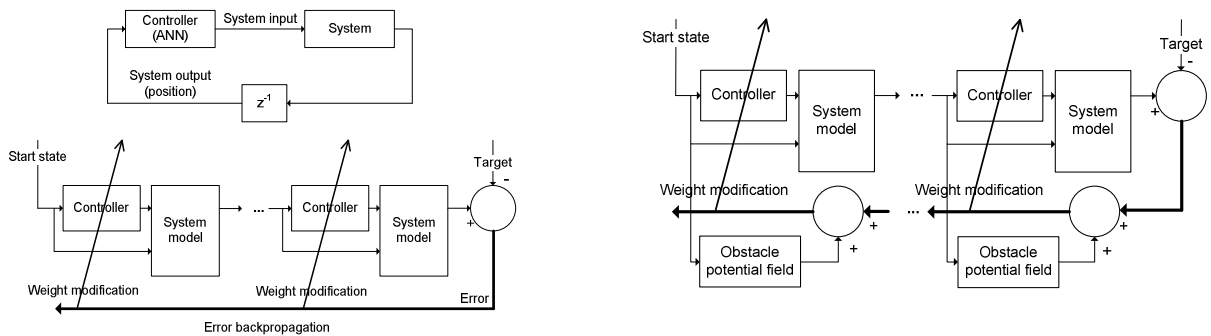 Controller
(ANN)
System input
System
System output
(position)
z-1
Start state
Target
-
Controller
System
model
...
Controller
System
model
+
Weight modification
Weight modification
Error
Error backpropagation
Start state
Target
-
Controller
System
model
...
Controller
System
model
+
Weight modification
Weight modification
...
+
+
+
+
Obstacle
potential field
Obstacle
potential field